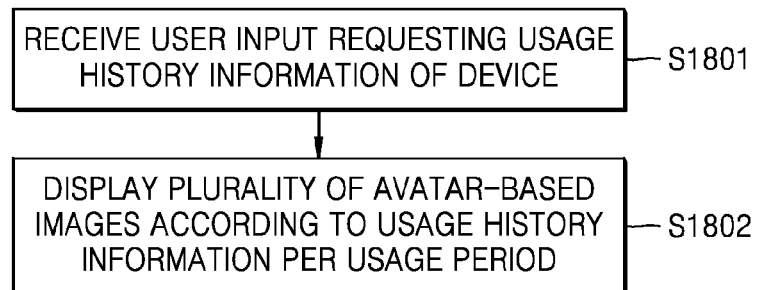 RECEIVE USER INPUT REQUESTING USAGE
HISTORY INFORMATION OF DEVICE
S1801
DISPLAY PLURALITY OF AVATAR-BASED
IMAGES ACCORDING TO USAGE HISTORY
INFORMATION PER USAGE PERIOD
S1802